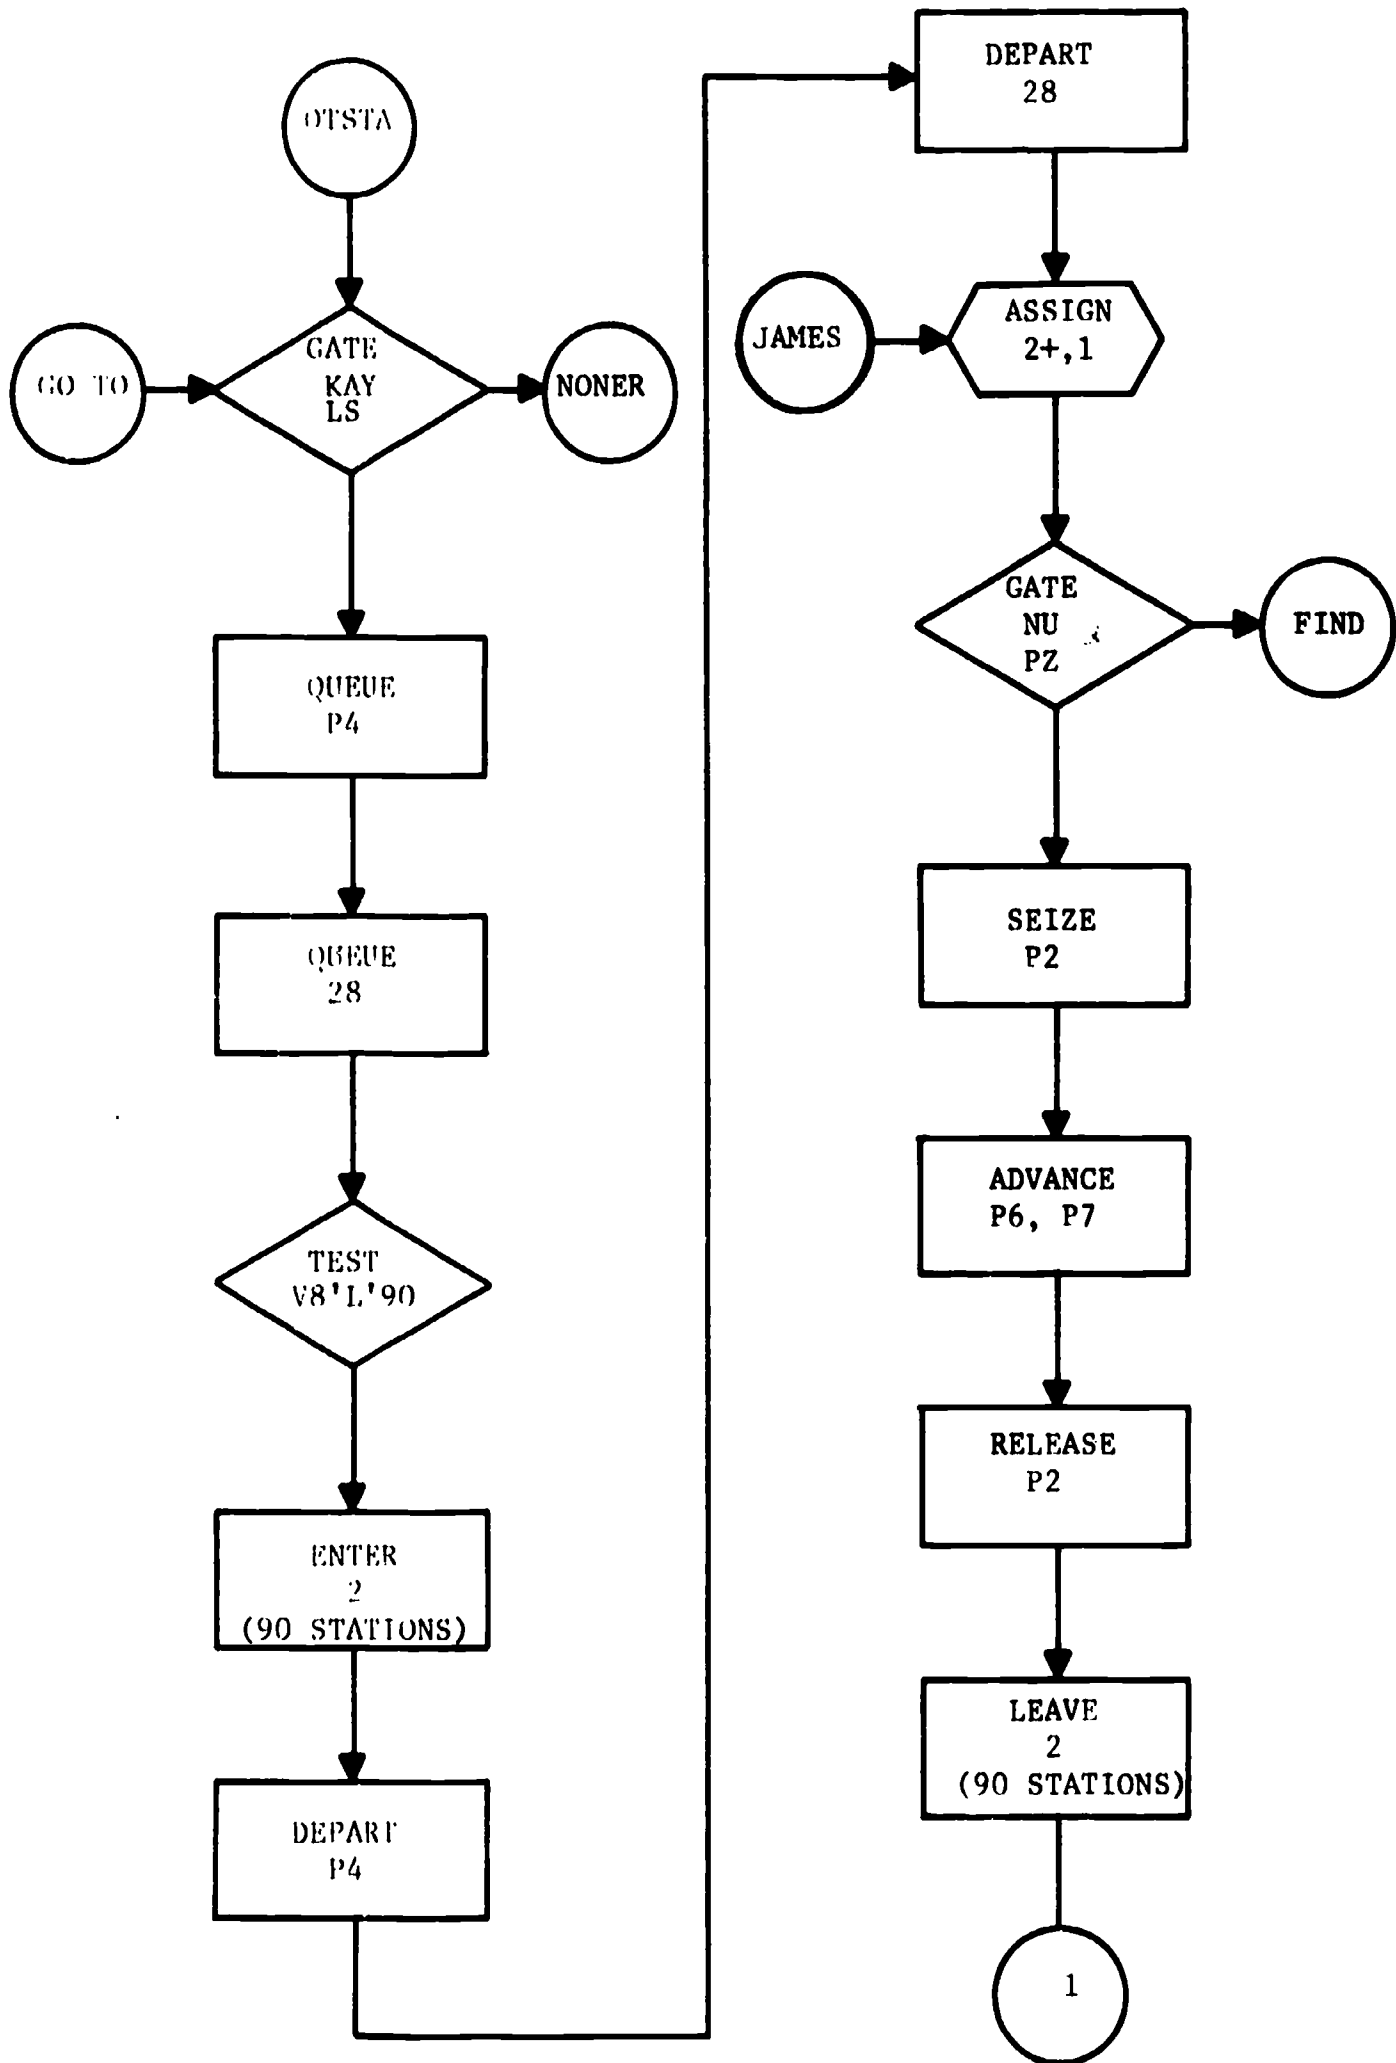 OTSTA
GO TO
GATE
KAY
LS
NONER
QUEUE
P4
QUEUE
28
TEST
V8'L'90
ENTER
2
(90 STATIONS)
DEPART
P4
DEPART
28
JAMES
ASSIGN
2+,1
GATE
NU
PZ
FIND
SEIZE
P2
ADVANCE
P6, P7
RELEASE
P2
LEAVE
2
(90 STATIONS)
1